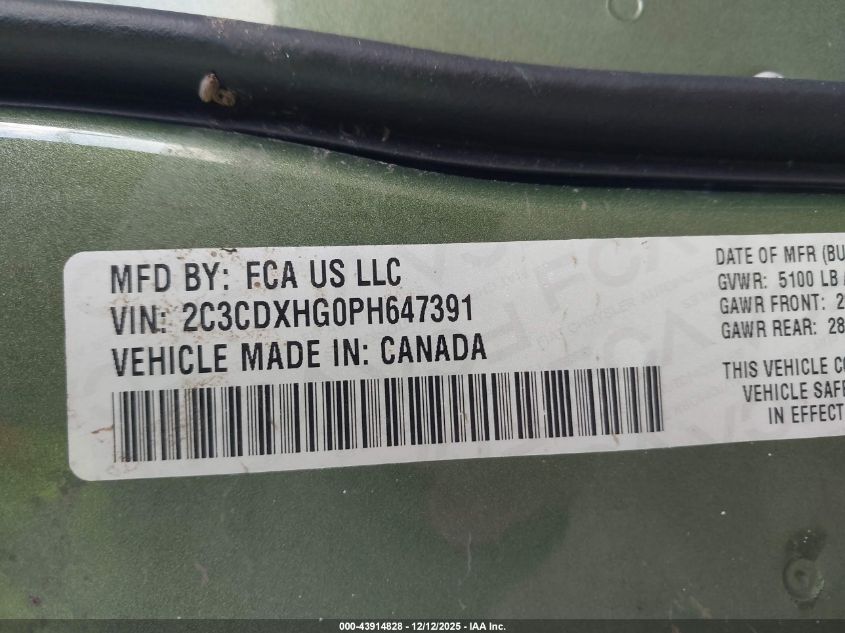 MFD BY: FCA US LLC
VIN: 2C3CDXHG0PH647391
VEHICLE MADE IN: CANADA
DATE OF MFR (BU
GVWR: 5100 LB
GAWR FRONT: 2
GAWR REAR: 28
THIS VEHICLE CO
VEHICLE SAF
IN EFFECT
000-43914828 - 12/12/2025 - IAA Inc.